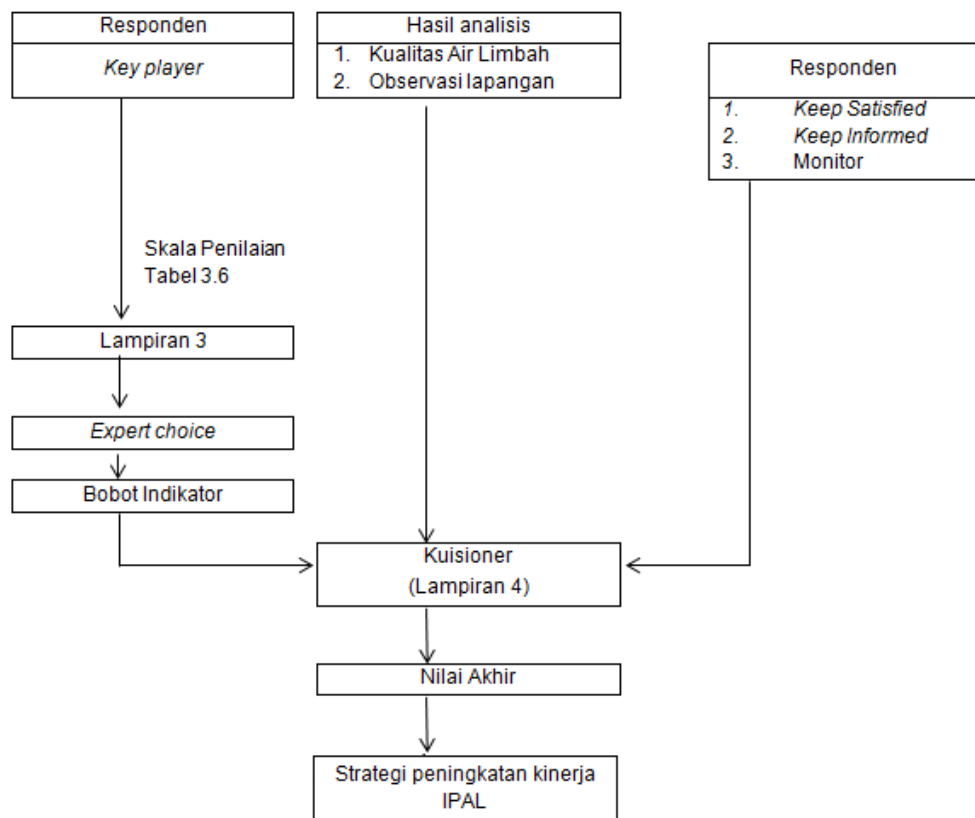 Responden
Key player
Hasil analisis
1. Kualitas Air Limbah
2. Observasi lapangan
Responden
1. Keep Satisfied
2. Keep Informed
3. Monitor
Skala Penilaian
Tabel 3.6
Lampiran 3
Expert choice
Bobot Indikator
Kuisioner
(Lampiran 4)
Nilai Akhir
Strategi peningkatan kinerja
IPAL